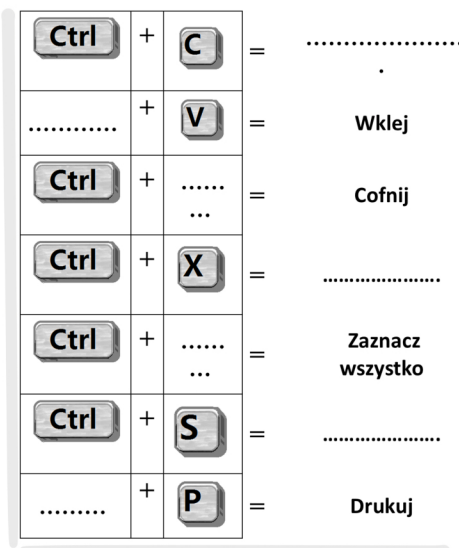 Ctrl + C = ......................
............ + V = Wklej
Ctrl + ......... = Cofnij
Ctrl + X = .....................
Ctrl + ......... = Zaznacz
wszystko
Ctrl + S = .....................
......... + P = Drukuj